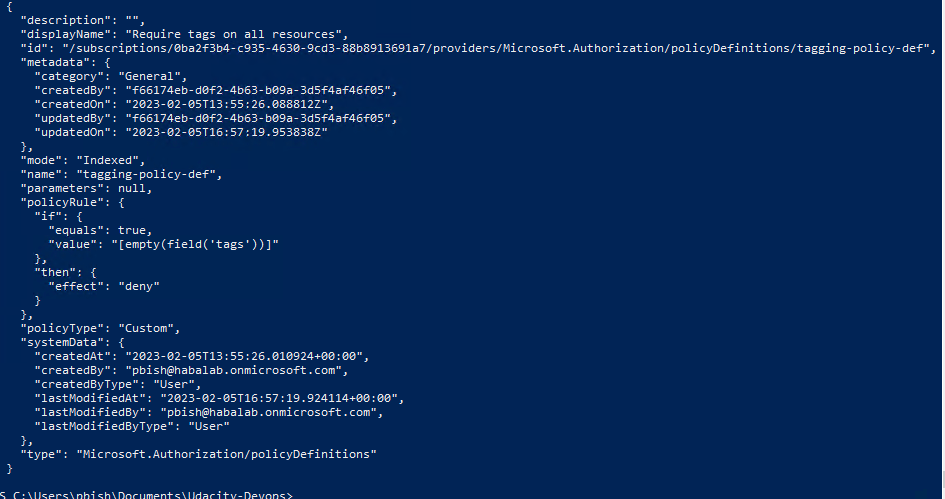 {
  "description": "",
  "displayName": "Require tags on all resources",
  "id": "/subscriptions/0ba2f3b4-c935-4630-9cd3-88b8913691a7/providers/Microsoft.Authorization/policyDefinitions/tagging-policy-def",
  "metadata": {
    "category": "General",
    "createdBy": "f66174eb-d0f2-4b63-b09a-3d5f4af46f05",
    "createdOn": "2023-02-05T13:55:26.088812Z",
    "updatedBy": "f66174eb-d0f2-4b63-b09a-3d5f4af46f05",
    "updatedOn": "2023-02-05T16:57:19.953838Z"
  },
  "mode": "Indexed",
  "name": "tagging-policy-def",
  "parameters": null,
  "policyRule": {
    "if": {
      "equals": true,
      "value": "[empty(field('tags'))]"
    },
    "then": {
      "effect": "deny"
    }
  },
  "policyType": "Custom",
  "systemData": {
    "createdAt": "2023-02-05T13:55:26.010924+00:00",
    "createdBy": "pbish@habalab.onmicrosoft.com",
    "createdByType": "User",
    "lastModifiedAt": "2023-02-05T16:57:19.924114+00:00",
    "lastModifiedBy": "pbish@habalab.onmicrosoft.com",
    "lastModifiedByType": "User"
  },
  "type": "Microsoft.Authorization/policyDefinitions"
}
S C:\Users\pbish\Documents\Udacity-Devops>